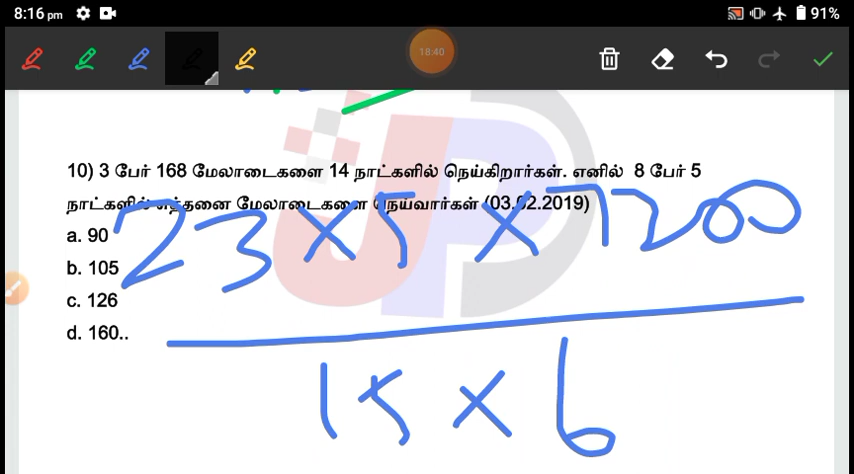 8:16 pm 91%
18:40
10) 3 பேர் 168 மேலாடைகளை 14 நாட்களில் நெய்கிறார்கள். எனில் 8 பேர் 5
நாட்களில் எத்தனை மேலாடைகளை நெய்வார்கள் (03.02.2019)
a. 90
b. 105
c. 126
d. 160..
23 × 5 × 7200
15 × 6